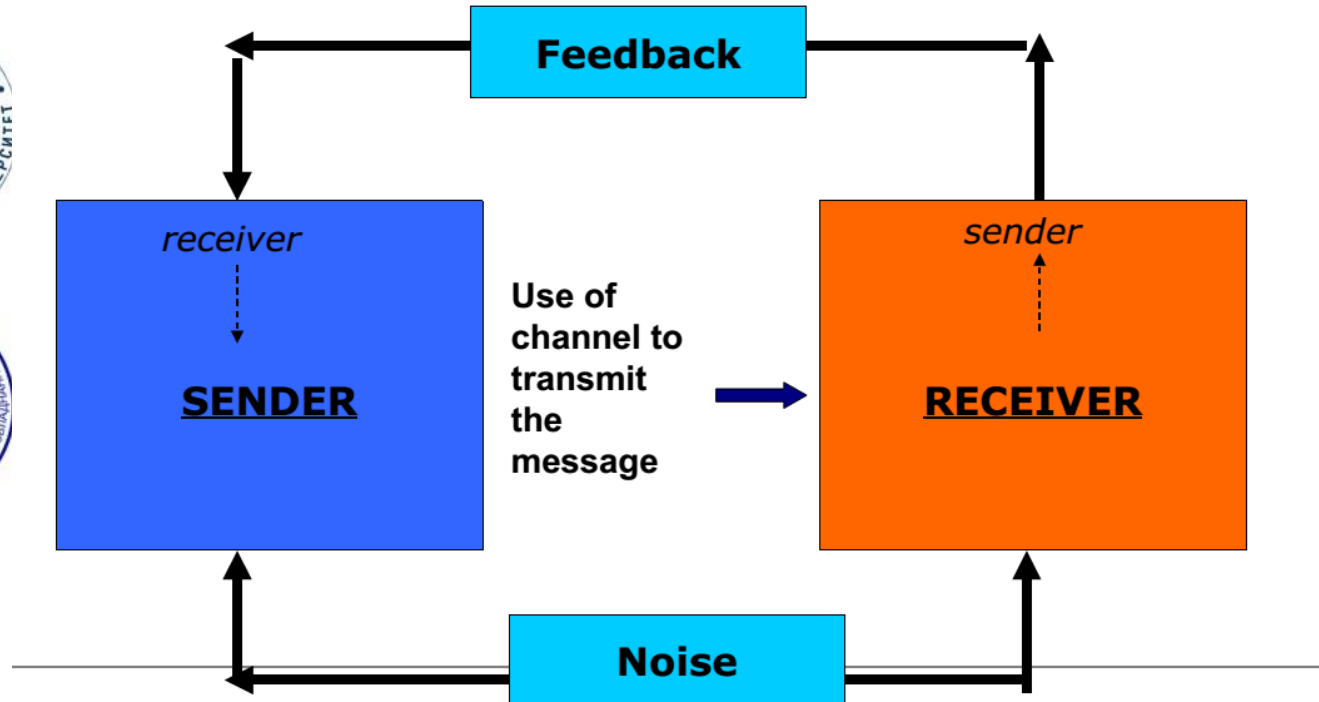 Feedback
receiver
sender
Use of
channel to
transmit
the
message
SENDER
RECEIVER
Noise